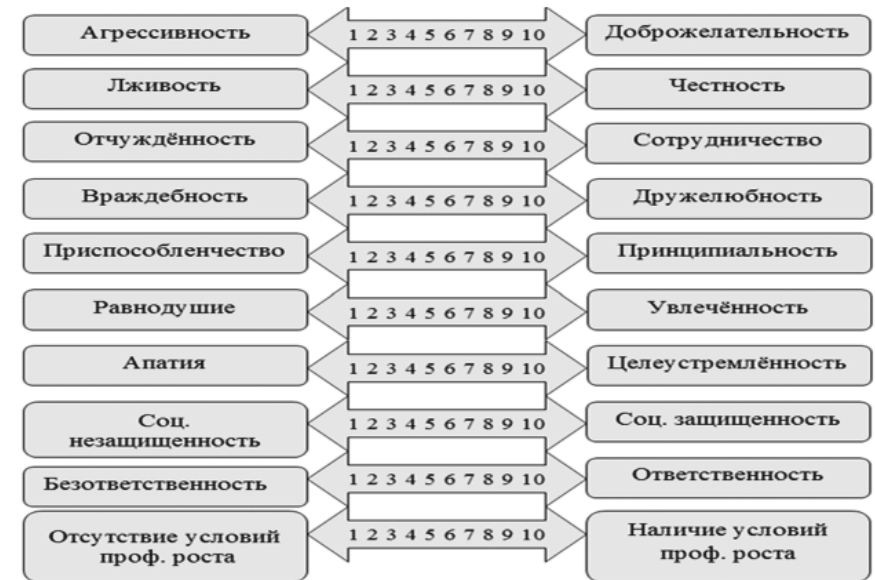 Агрессивность 1 2 3 4 5 6 7 8 9 10 Доброжелательность
Лживость 1 2 3 4 5 6 7 8 9 10 Честность
Отчуждённость 1 2 3 4 5 6 7 8 9 10 Сотрудничество
Враждебность 1 2 3 4 5 6 7 8 9 10 Дружелюбность
Приспособленчество 1 2 3 4 5 6 7 8 9 10 Принципиальность
Равнодушие 1 2 3 4 5 6 7 8 9 10 Увлечённость
Апатия 1 2 3 4 5 6 7 8 9 10 Целеустремлённость
Соц.
незащищенность
1 2 3 4 5 6 7 8 9 10 Соц. защищенность
Безответственность 1 2 3 4 5 6 7 8 9 10 Ответственность
Отсутствие условий
проф. роста
1 2 3 4 5 6 7 8 9 10
Наличие условий
проф. роста